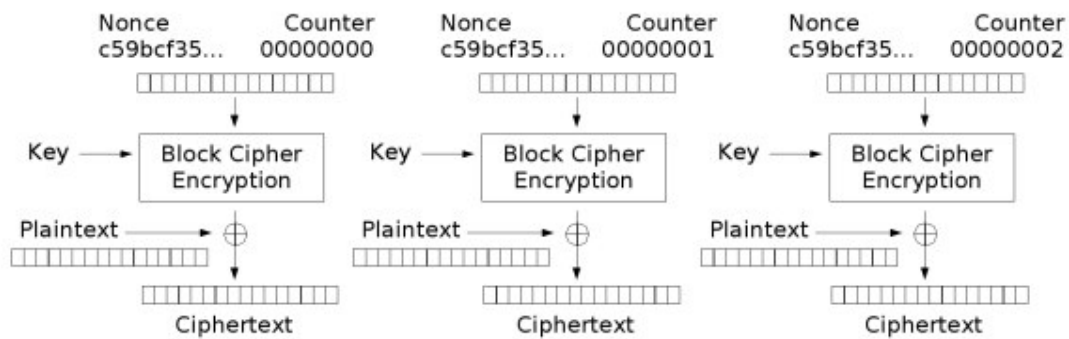 Nonce Counter Nonce Counter Nonce Counter
c59bcf35... 00000000 c59bcf35... 00000001 c59bcf35... 00000002
Key Block Cipher Encryption Key Block Cipher Encryption Key Block Cipher Encryption
Plaintext Plaintext Plaintext
Ciphertext Ciphertext Ciphertext